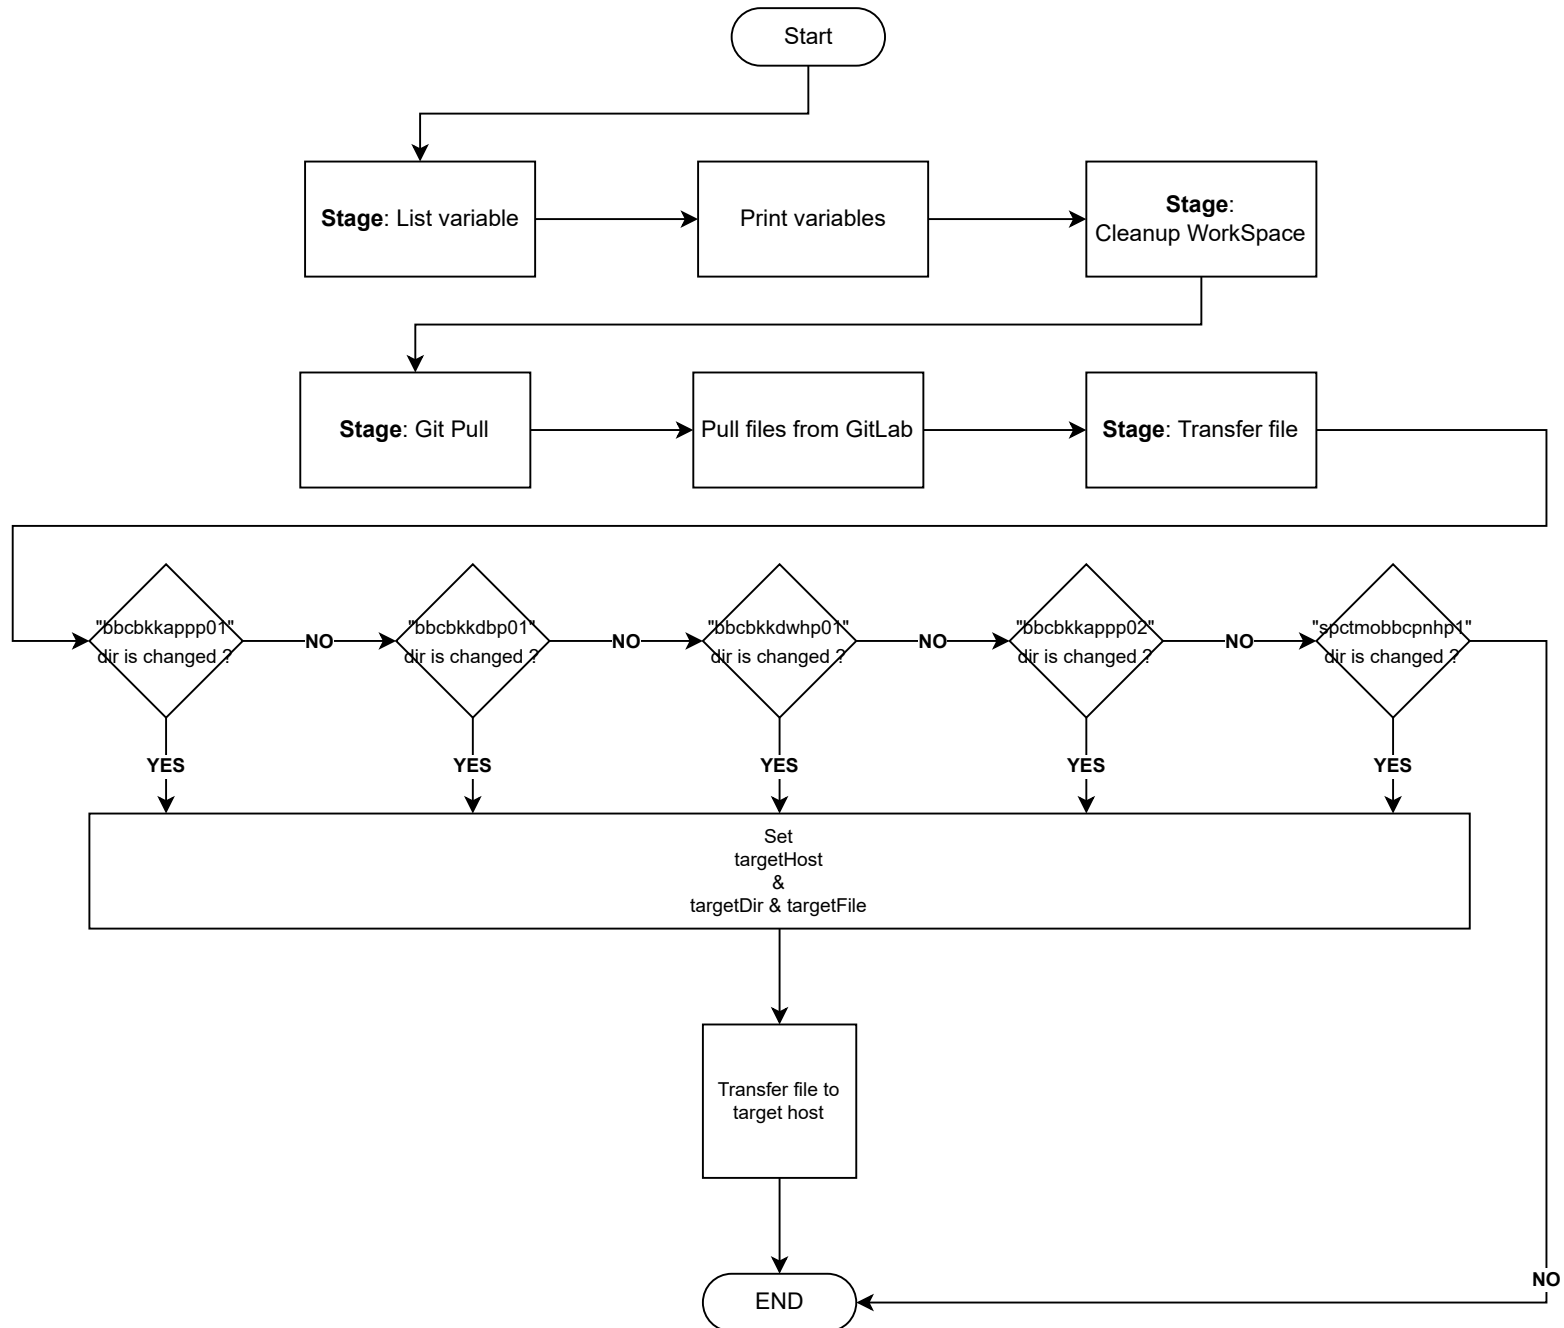 Start
Stage: List variable
Print variables
Stage:
Cleanup WorkSpace
Stage: Git Pull
Pull files from GitLab
Stage: Transfer file
"bbcbkkappp01"
dir is changed ?
NO
"bbcbkkdbp01"
dir is changed ?
NO
"bbcbkkdwhp01"
dir is changed ?
NO
"bbcbkkappp02"
dir is changed ?
NO
"spctmobbcpnhp1"
dir is changed ?
YES
YES
YES
YES
YES
Set
targetHost
&
targetDir & targetFile
Transfer file to
target host
NO
END